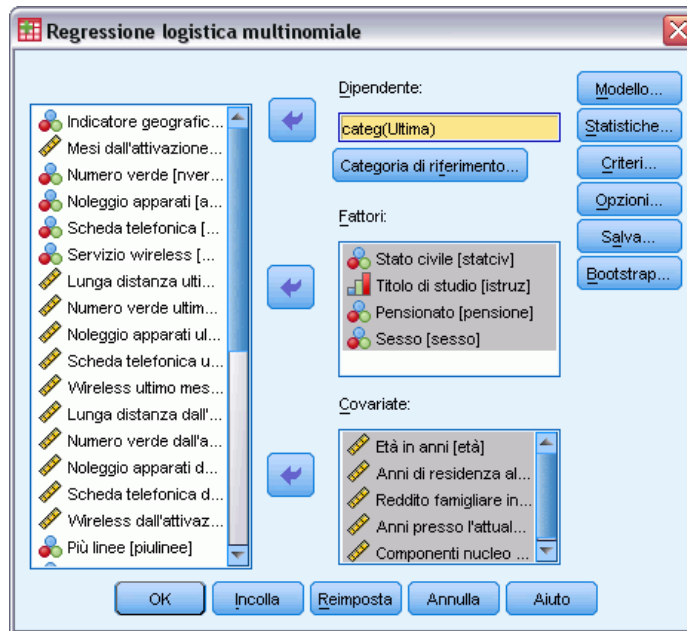 Regressione logistica multinomiale
Indicatore geografic...
Mesi dall'attivazione...
Numero verde [nver...
Noleggio apparati [a...
Scheda telefonica [...
Servizio wireless [...
Lunga distanza ulti...
Numero verde ultim...
Noleggio apparati ul...
Scheda telefonica u...
Wireless ultimo mes...
Lunga distanza dall'...
Numero verde dall'a...
Noleggio apparati d...
Scheda telefonica d...
Wireless dall'attivaz...
Più linee [piulinee]
Dipendente:
categ(Ultima)
Categoria di riferimento...
Fattori:
Stato civile [statciv]
Titolo di studio [istruz]
Pensionato [pensione]
Sesso [sesso]
Covariate:
Età in anni [età]
Anni di residenza al...
Reddito famigliare in...
Anni presso l'attual...
Componenti nucleo ...
Modello...
Statistiche...
Criteri...
Opzioni...
Salva...
Bootstrap...
OK
Incolla
Reimposta
Annulla
Aiuto